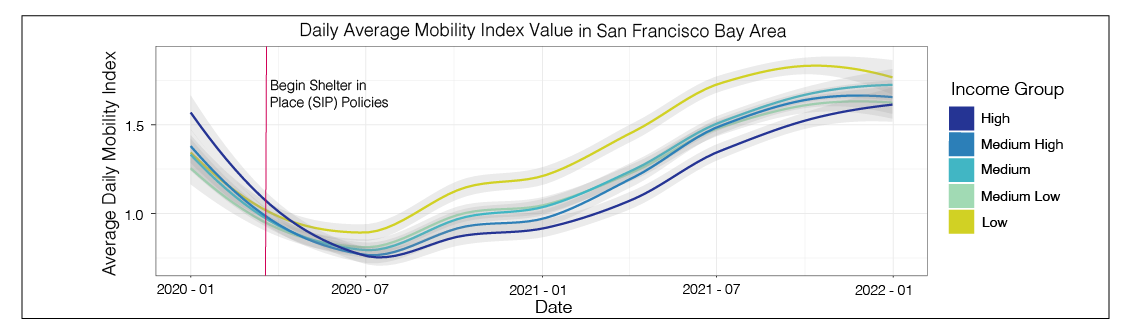 Daily Average Mobility Index Value in San Francisco Bay Area
Average Daily Mobility Index
1.5
1.0
Begin Shelter in
Place (SIP) Policies
2020 - 01
2020 - 07
2021 - 01
2021 - 07
2022 - 01
Date
Income Group
High
Medium High
Medium
Medium Low
Low